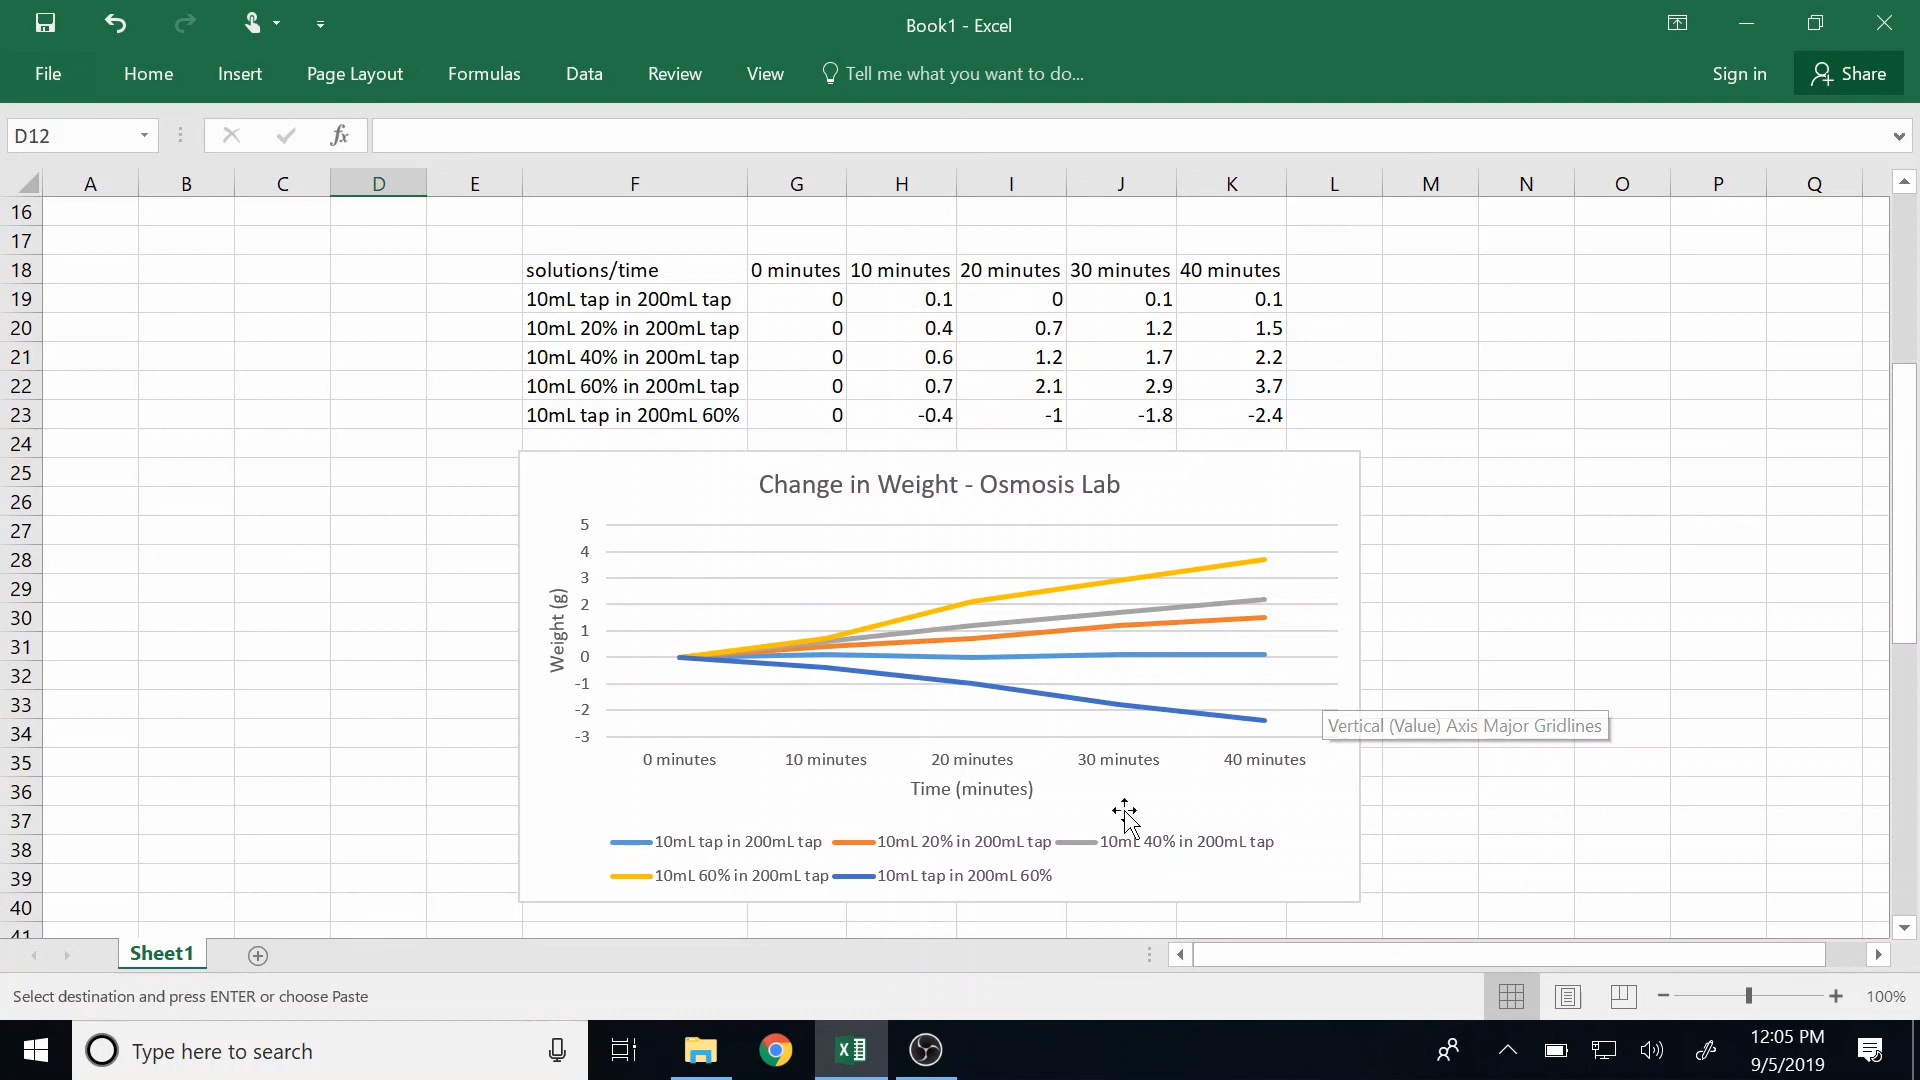 Book1 - Excel
File Home Insert Page Layout Formulas Data Review View Tell me what you want to do... Sign in Share
D12 fx
A B C D E F G H I J K L M N O P Q
16
17
18 solutions/time 0 minutes 10 minutes 20 minutes 30 minutes 40 minutes
19 10mL tap in 200mL tap 0 0.1 0 0.1 0.1
20 10mL 20% in 200mL tap 0 0.4 0.7 1.2 1.5
21 10mL 40% in 200mL tap 0 0.6 1.2 1.7 2.2
22 10mL 60% in 200mL tap 0 0.7 2.1 2.9 3.7
23 10mL tap in 200mL 60% 0 -0.4 -1 -1.8 -2.4
24
25
26
27
28
29
30
31
32
33
34
35
36
37
38
39
40
41
Change in Weight - Osmosis Lab
5
4
3
2
1
0
-1
-2
-3
Weight (g)
Vertical (Value) Axis Major Gridlines
0 minutes 10 minutes 20 minutes 30 minutes 40 minutes
Time (minutes)
10mL tap in 200mL tap 10mL 20% in 200mL tap 10mL 40% in 200mL tap
10mL 60% in 200mL tap 10mL tap in 200mL 60%
Sheet1
Select destination and press ENTER or choose Paste 100%
Type here to search
12:05 PM
9/5/2019